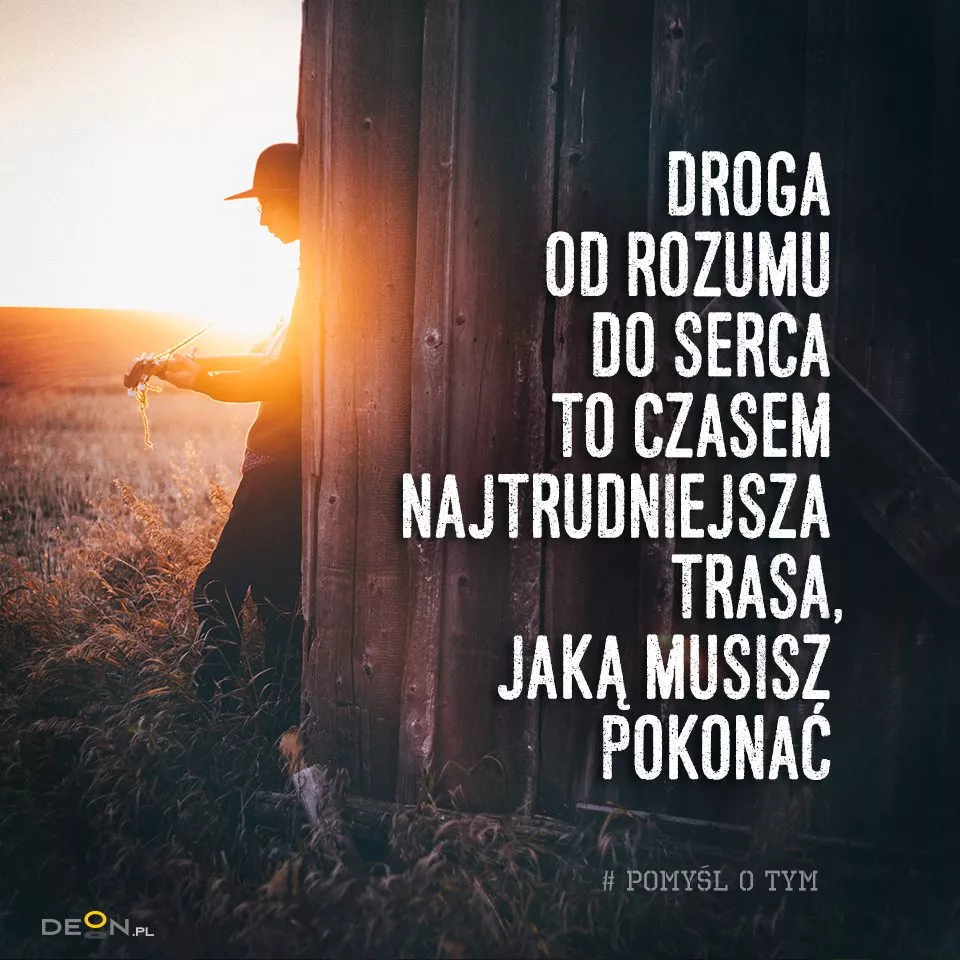 DROGA
OD ROZUMU
DO SERCA
TO CZASEM
NAJTRUDNIEJSZA
TRASA,
JAKĄ MUSISZ
POKONAĆ
# POMYŚL O TYM
DEON.PL